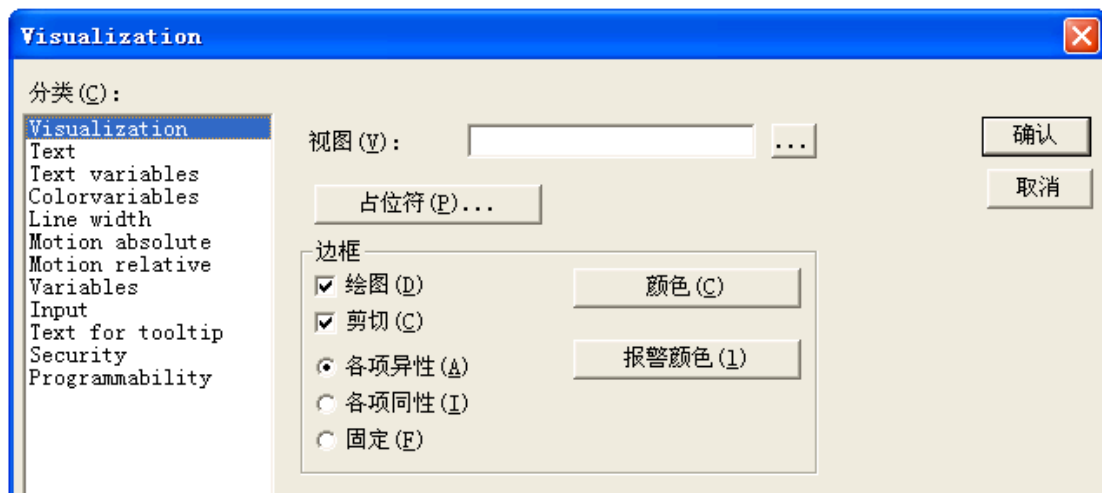 Visualization
分类(C):
Visualization
Text
Text variables
Colorvariables
Line width
Motion absolute
Motion relative
Variables
Input
Text for tooltip
Security
Programmability
视图(V):
...
占位符(P)...
边框
绘图(D)
剪切(C)
各项异性(A)
各项同性(I)
固定(F)
颜色(C)
报警颜色(l)
确认
取消